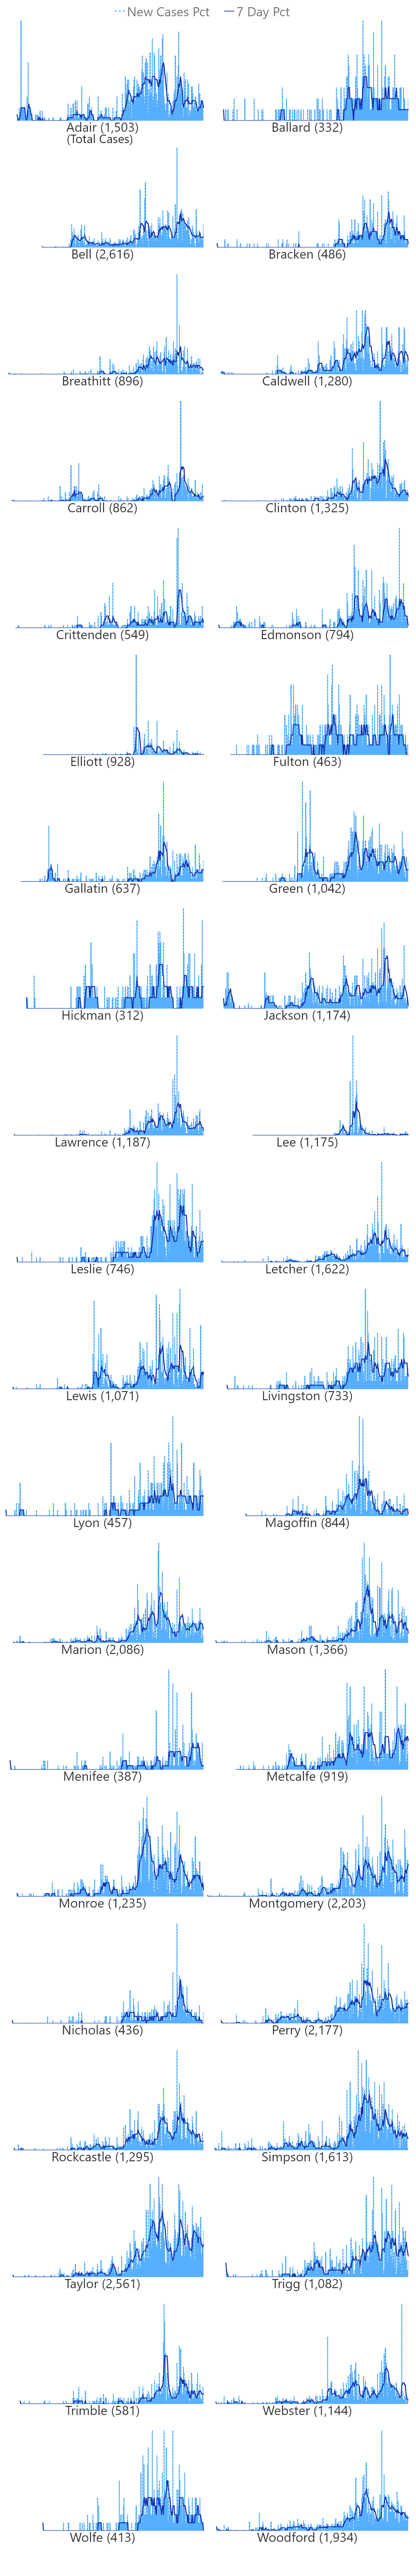 New Cases Pct 7 Day Pct
Adair (1,503)
(Total Cases)
Ballard (332)
Bell (2,616)
Bracken (486)
Breathitt (896)
Caldwell (1,280)
Carroll (862)
Clinton (1,325)
Crittenden (549)
Edmonson (794)
Elliott (928)
Fulton (463)
Gallatin (637)
Green (1,042)
Hickman (312)
Jackson (1,174)
Lawrence (1,187)
Lee (1,175)
Leslie (746)
Letcher (1,622)
Lewis (1,071)
Livingston (733)
Lyon (457)
Magoffin (844)
Marion (2,086)
Mason (1,366)
Menifee (387)
Metcalfe (919)
Monroe (1,235)
Montgomery (2,203)
Nicholas (436)
Perry (2,177)
Rockcastle (1,295)
Simpson (1,613)
Taylor (2,561)
Trigg (1,082)
Trimble (581)
Webster (1,144)
Wolfe (413)
Woodford (1,934)